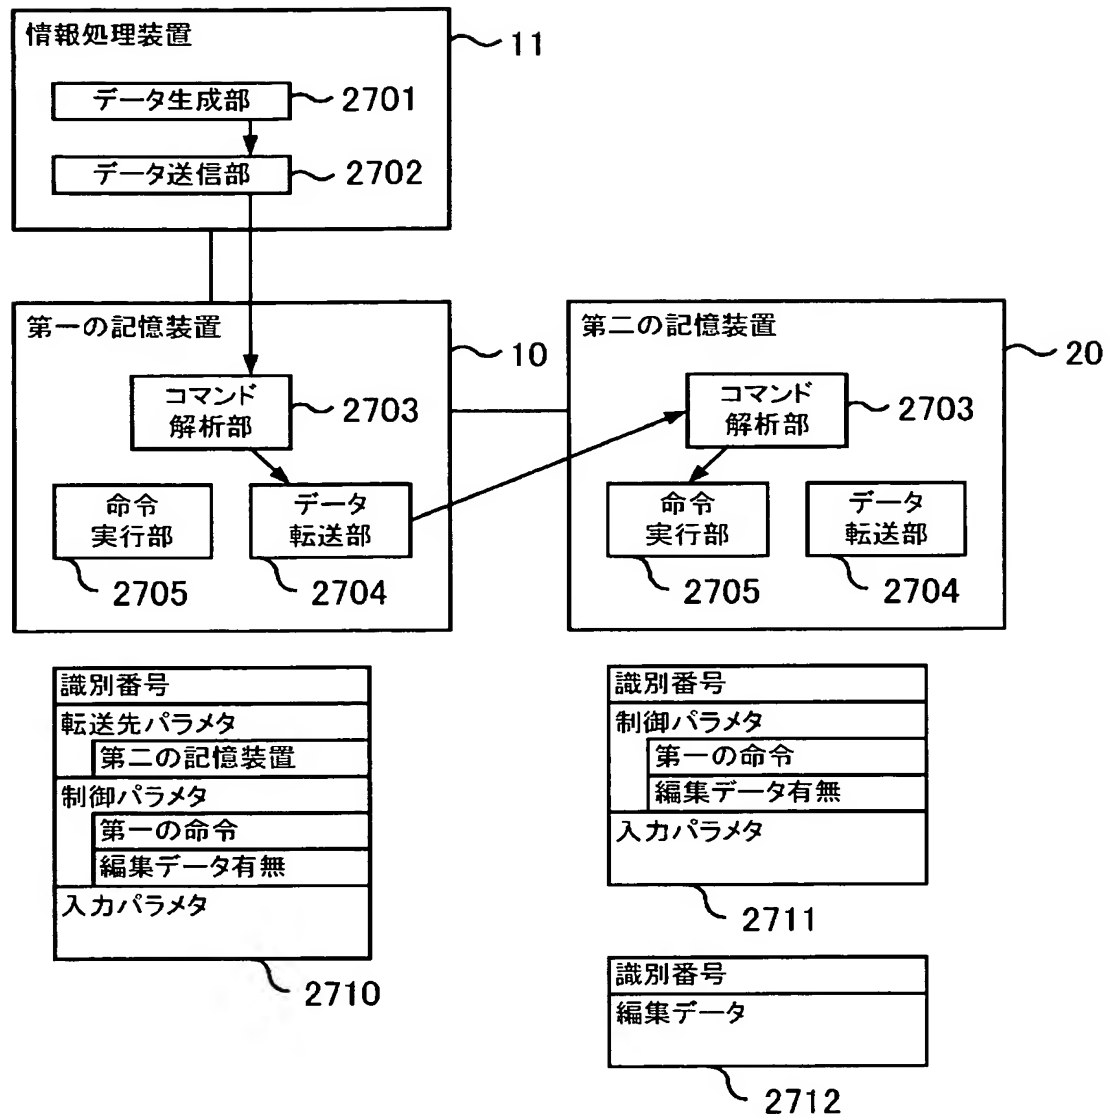 情報処理装置
11
データ生成部
2701
データ送信部
2702
第一の記憶装置
10
コマンド
解析部
2703
命令
実行部
2705
データ
転送部
2704
第二の記憶装置
20
コマンド
解析部
2703
命令
実行部
2705
データ
転送部
2704
識別番号
転送先パラメタ
第二の記憶装置
制御パラメタ
第一の命令
編集データ有無
入力パラメタ
2710
識別番号
制御パラメタ
第一の命令
編集データ有無
入力パラメタ
2711
識別番号
編集データ
2712